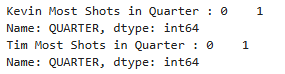 Kevin Most Shots in Quarter : 0    1
Name: QUARTER, dtype: int64
Tim Most Shots in Quarter : 0    1
Name: QUARTER, dtype: int64